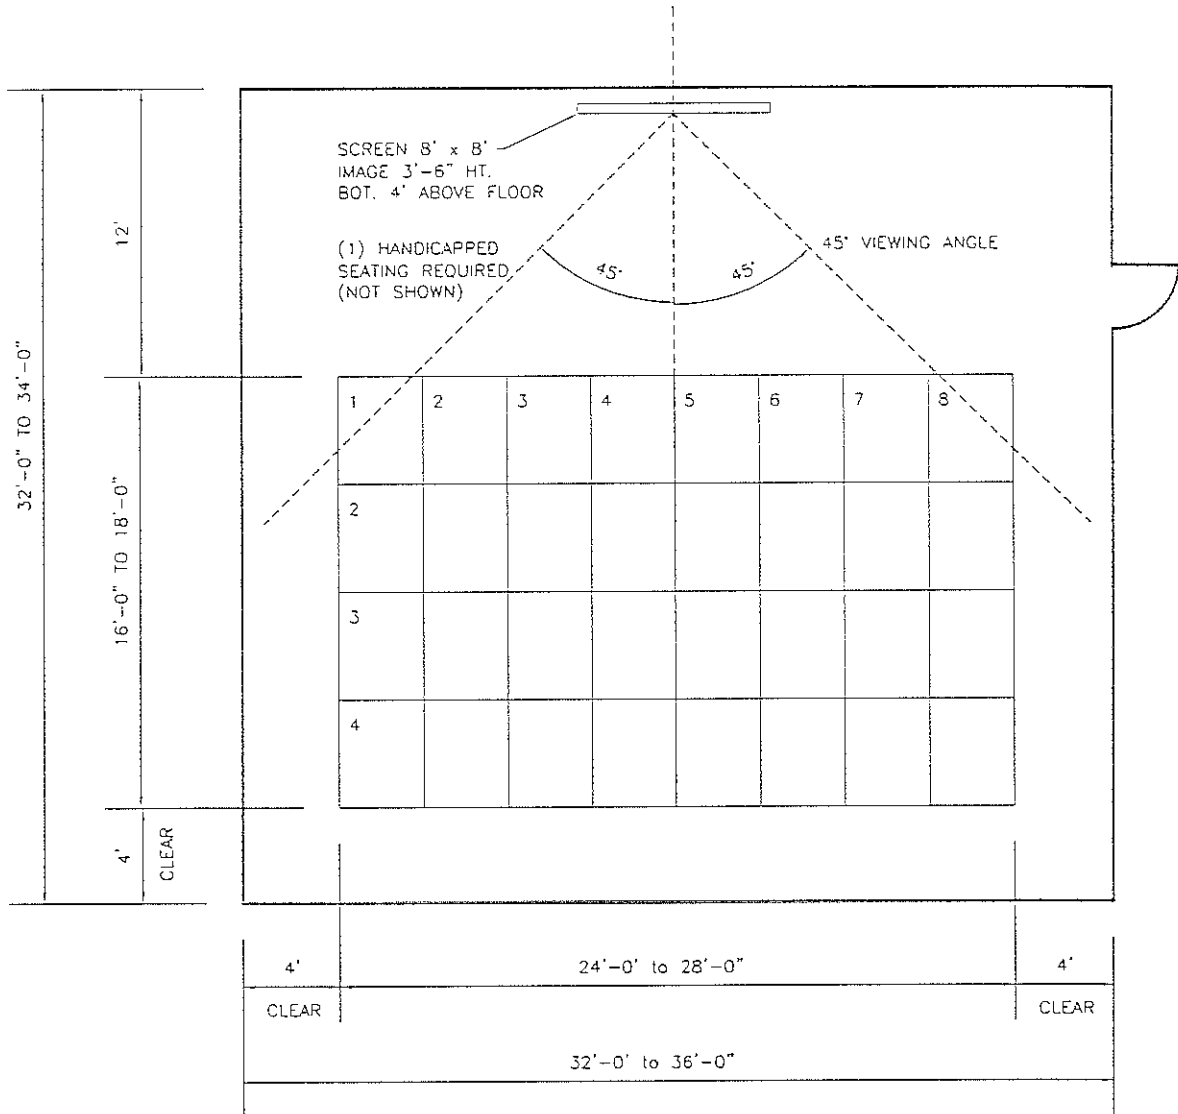 SCREEN 8' x 8'
IMAGE 3'-6" HT.
BOT. 4' ABOVE FLOOR
(1) HANDICAPPED
SEATING REQUIRED
(NOT SHOWN)
45° VIEWING ANGLE
45°
45°
12'
32'-0" TO 34'-0"
16'-0" TO 18'-0"
4'
CLEAR
1 2 3 4 5 6 7 8
2
3
4
4'
24'-0' to 28'-0"
4'
CLEAR
CLEAR
32'-0' to 36'-0"